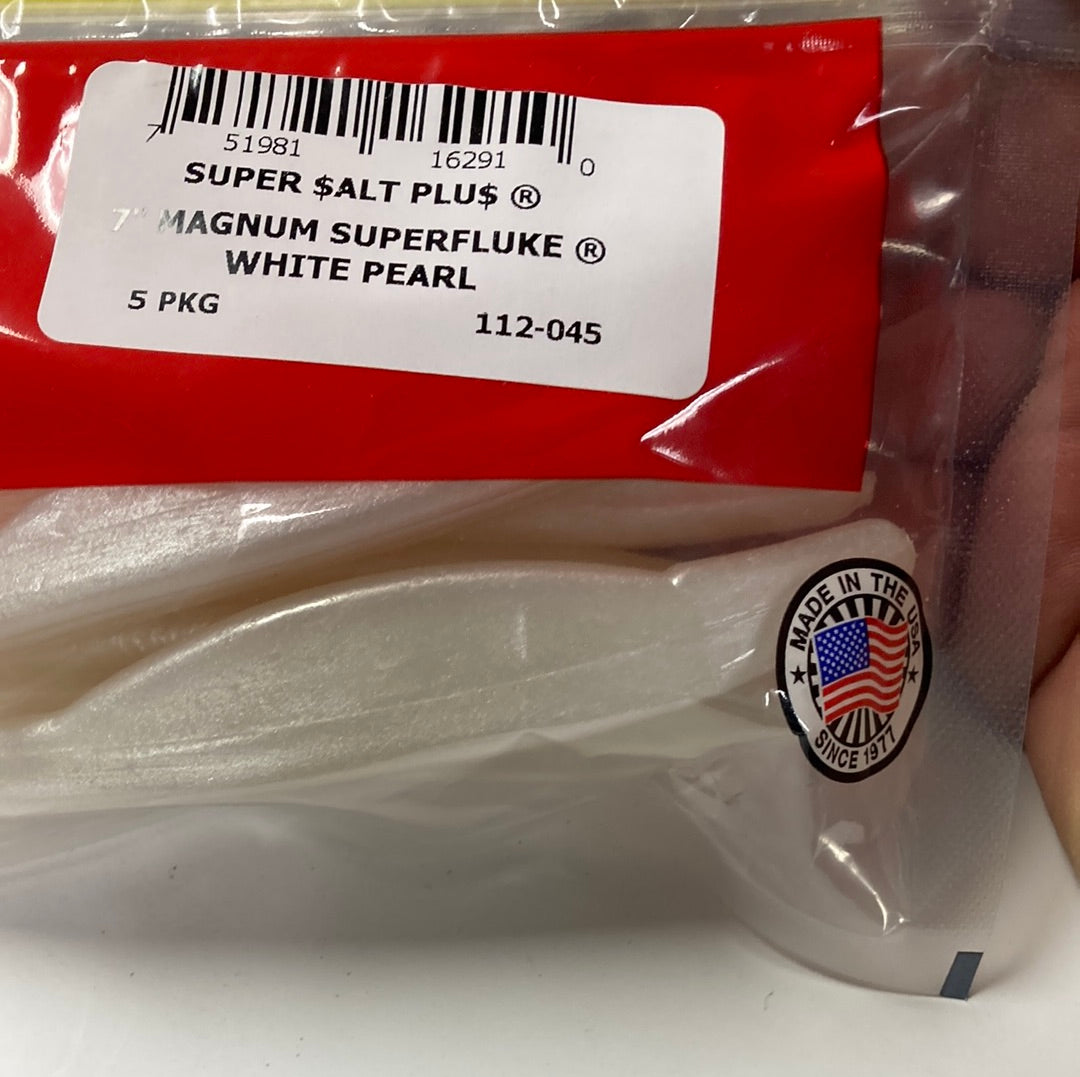 7 51981 16291 0
SUPER $ALT PLU$ ®
7" MAGNUM SUPERFLUKE ®
WHITE PEARL
5 PKG 112-045
MADE IN THE USA
SINCE 1977